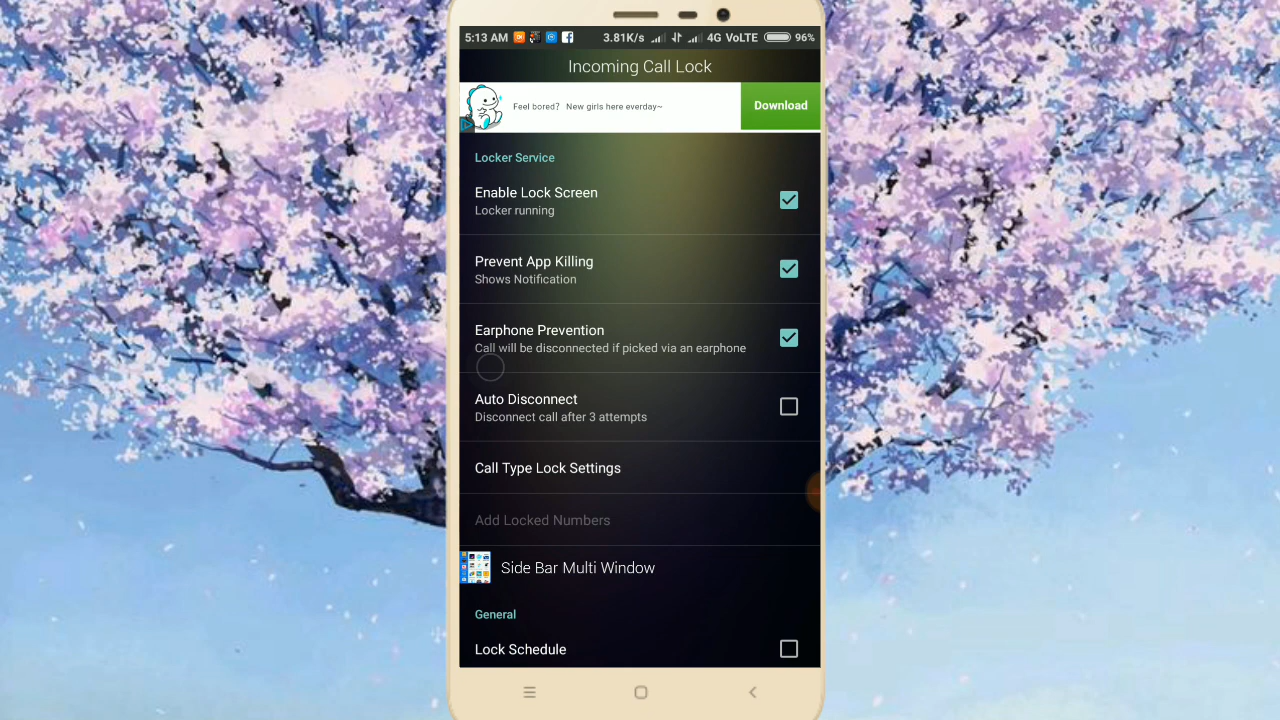 5:13 AM 3.81K/s 4G VoLTE 96%
Incoming Call Lock
Feel bored? New girls here everday~
Download
Locker Service
Enable Lock Screen
Locker running
Prevent App Killing
Shows Notification
Earphone Prevention
Call will be disconnected if picked via an earphone
Auto Disconnect
Disconnect call after 3 attempts
Call Type Lock Settings
Add Locked Numbers
Side Bar Multi Window
General
Lock Schedule